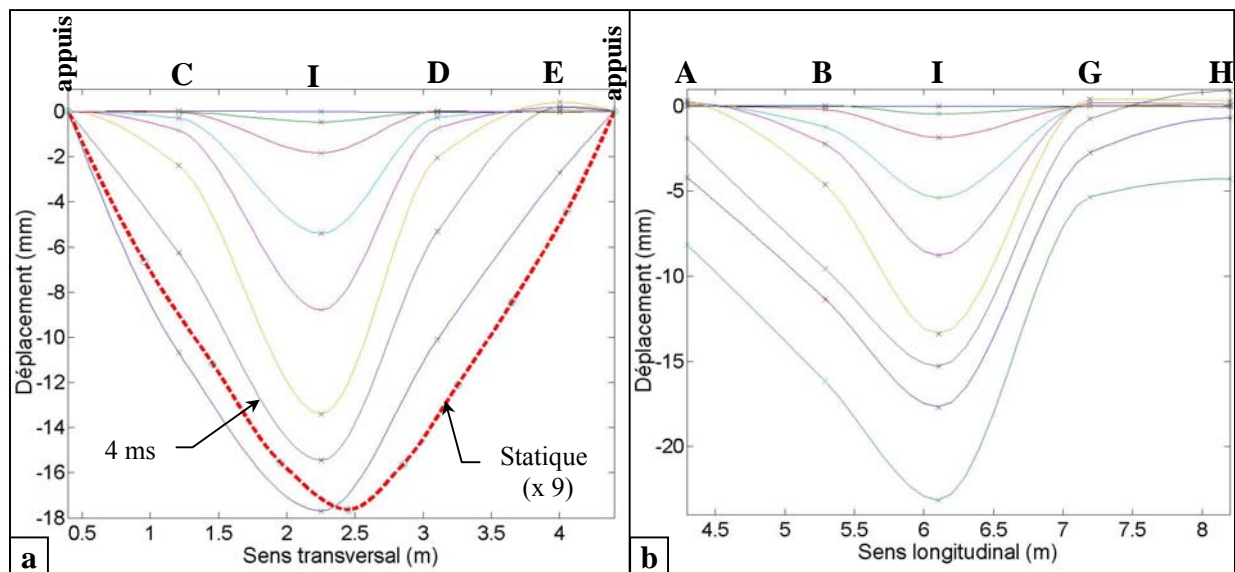 appuis C I D E appuis
0
-2
-4
-6
-8
-10
-12
-14
-16
-18
Déplacement (mm)
4 ms
Statique
(x 9)
0.5 1 1.5 2 2.5 3 3.5 4
Sens transversal (m)
a
A B I G H
0
-5
-10
-15
-20
Déplacement (mm)
4.5 5 5.5 6 6.5 7 7.5 8
Sens longitudinal (m)
b